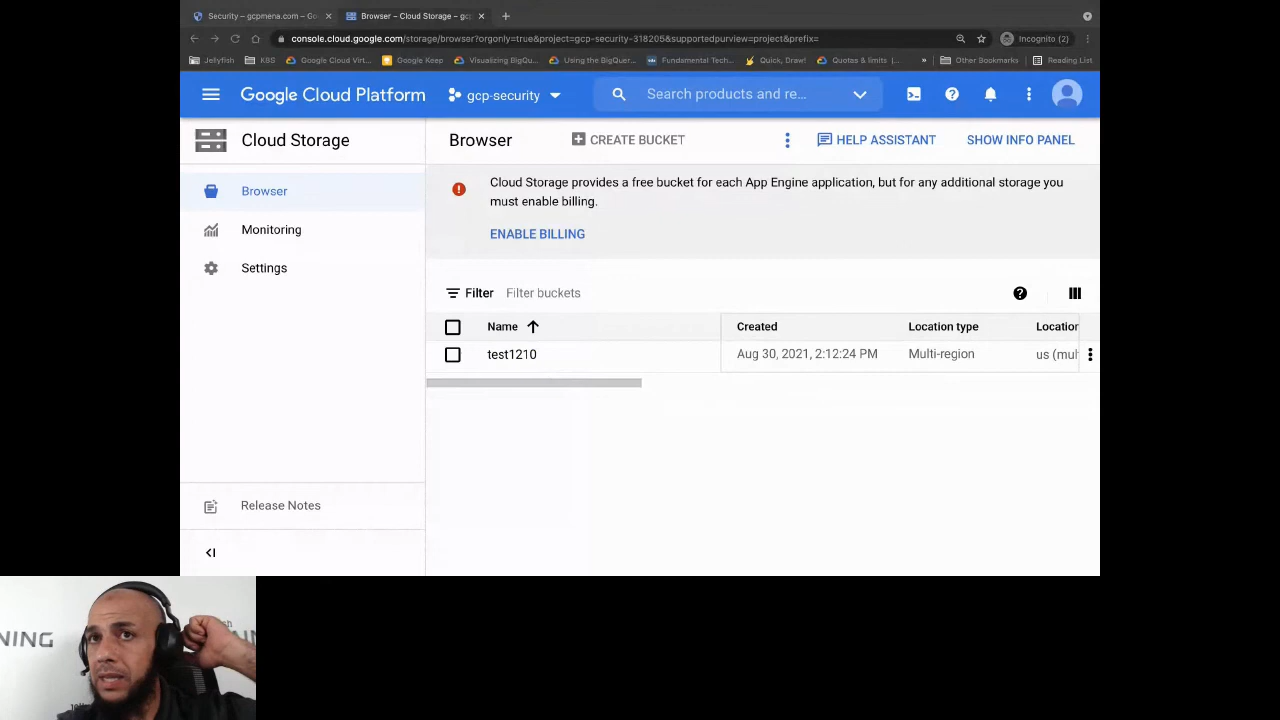 Security – gcpmena.com – Go
Browser – Cloud Storage – gcp
console.cloud.google.com/storage/browser?orgonly=true&project=gcp-security-318205&supportedpurview=project&prefix=
Incognito (2)
Jellyfish
K8S
Google Cloud Virt...
Google Keep
Visualizing BigQu...
Using the BigQuer...
Fundamental Tech...
Quick, Draw!
Quotas & limits |...
»
Other Bookmarks
Reading List
Google Cloud Platform
gcp-security
Search products and re...
Cloud Storage
Browser
CREATE BUCKET
HELP ASSISTANT
SHOW INFO PANEL
Browser
Monitoring
Settings
Cloud Storage provides a free bucket for each App Engine application, but for any additional storage you
must enable billing.
ENABLE BILLING
Filter Filter buckets
Name Created Location type Location
test1210 Aug 30, 2021, 2:12:24 PM Multi-region us (mul
Release Notes
NING